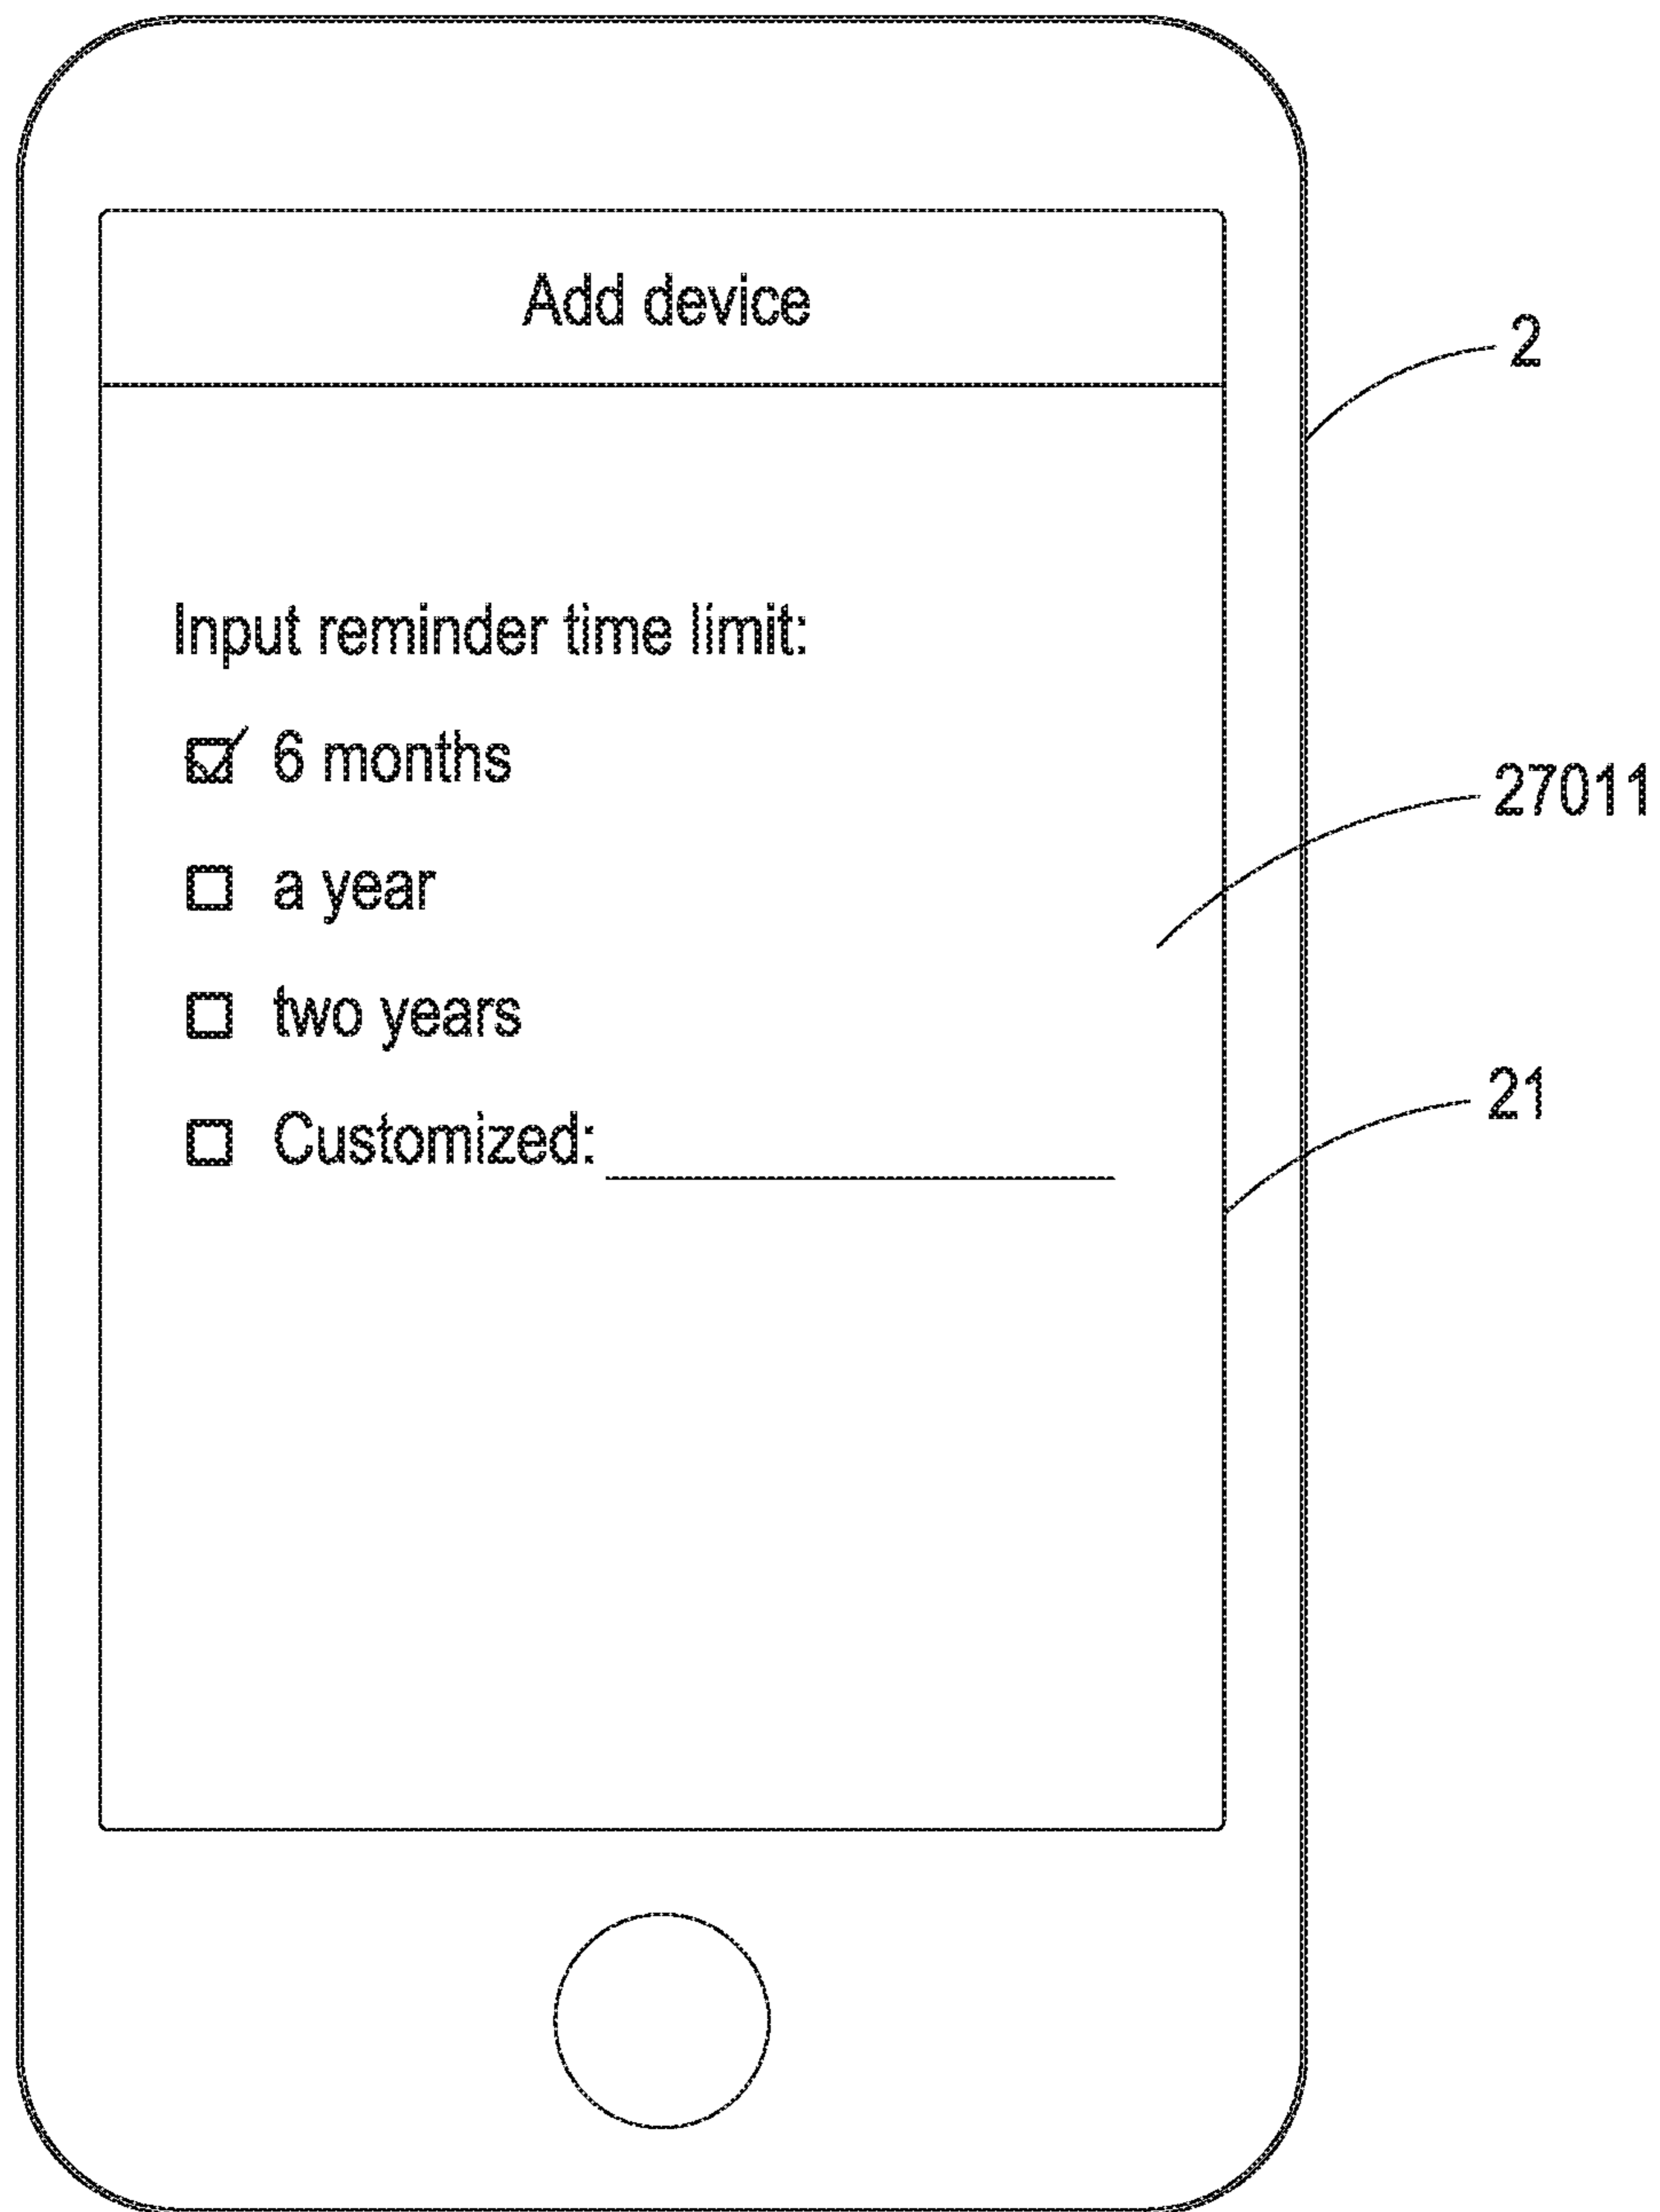 Add device
2
Input reminder time limit:
6 months
27011
a year
two years
21
Customized: